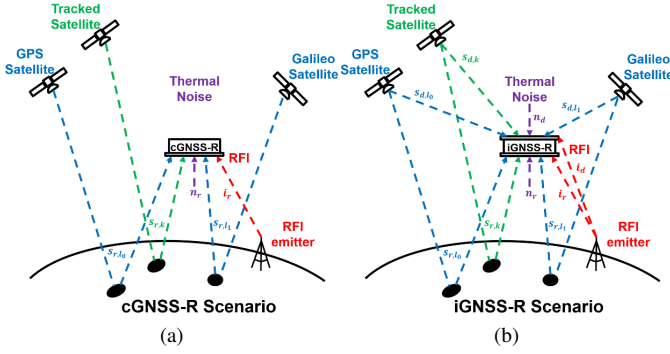 Tracked
Satellite
GPS
Satellite
Galileo
Satellite
Thermal
Noise
cGNSS-R
RFI
n_r
i_r
s_{r,k}
s_{r,l_0}
s_{r,l_1}
RFI
emitter
cGNSS-R Scenario
(a)
Tracked
Satellite
GPS
Satellite
Galileo
Satellite
s_{d,k}
Thermal
Noise
s_{d,l_0}
s_{d,l_1}
n_d
iGNSS-R
RFI
i_d
n_r
i_r
s_{r,k}
s_{r,l_0}
s_{r,l_1}
RFI
emitter
iGNSS-R Scenario
(b)